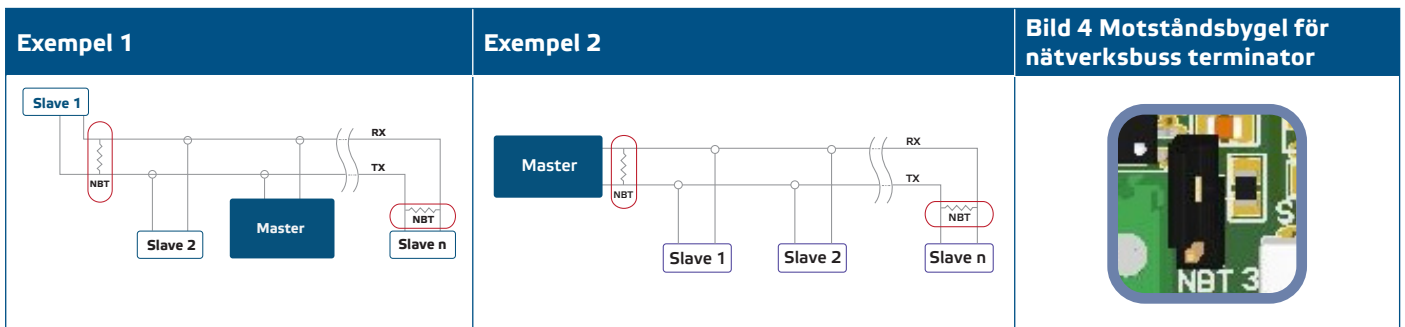 Exempel 1
Slave 1
RX
TX
NBT
NBT
Slave 2
Master
Slave n
Exempel 2
Master
RX
TX
NBT
NBT
Slave 1
Slave 2
Slave n
Bild 4 Motståndsbygel för
nätverksbuss terminator
NBT 3